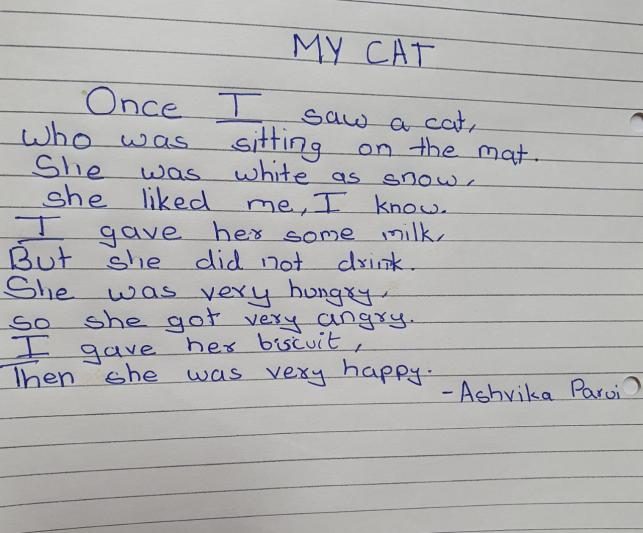 MY CAT
Once I saw a cat,
who was sitting on the mat.
She was white as snow,
she liked me, I know.
I gave her some milk,
But she did not drink.
She was very hungry,
so she got very angry.
I gave her biscuit,
Then she was very happy.
-Ashvika Parvi